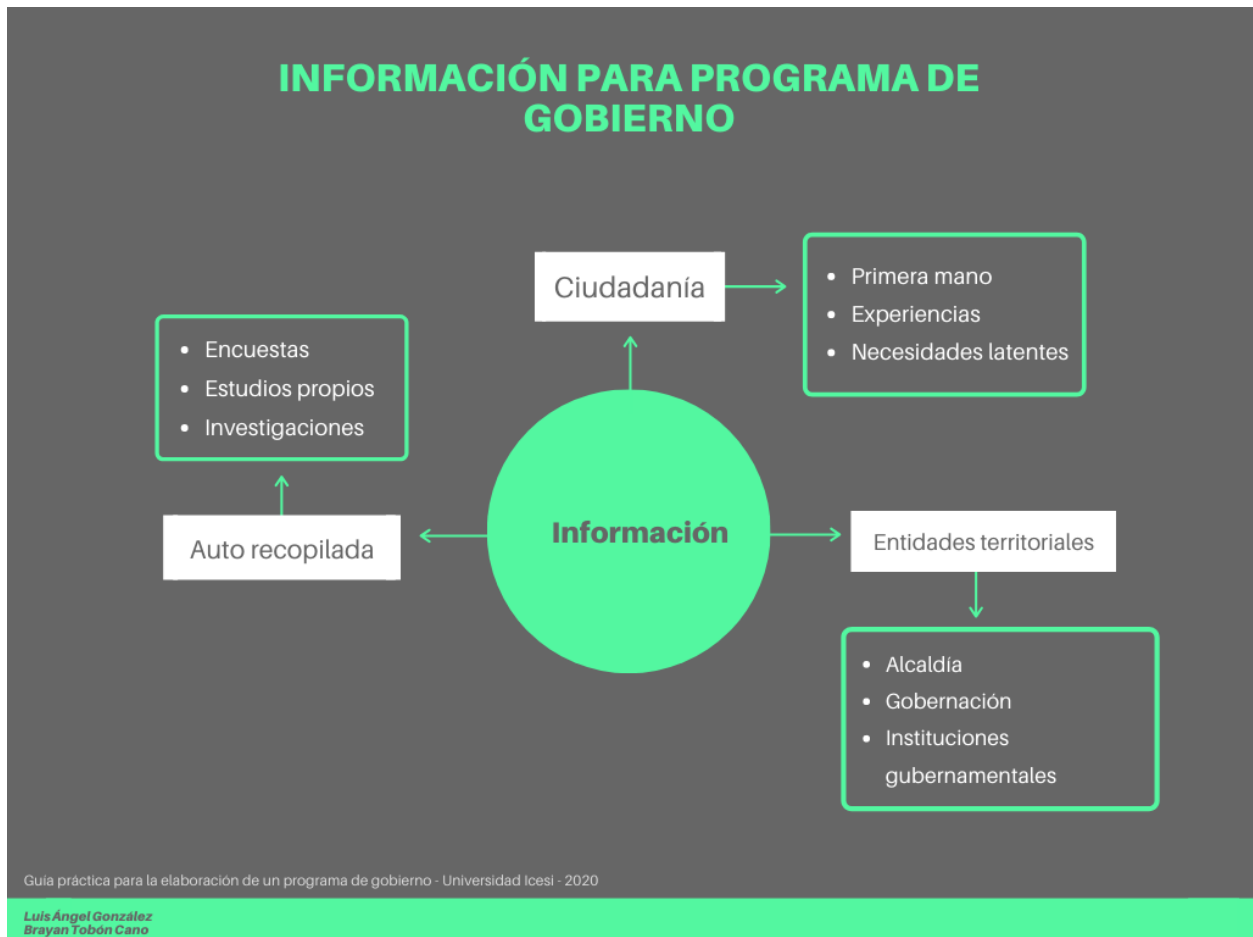 INFORMACIÓN PARA PROGRAMA DE
GOBIERNO
Ciudadanía
• Primera mano
• Experiencias
• Necesidades latentes
• Encuestas
• Estudios propios
• Investigaciones
Auto recopilada
Información
Entidades territoriales
• Alcaldía
• Gobernación
• Instituciones
gubernamentales
Guía práctica para la elaboración de un programa de gobierno - Universidad Icesi - 2020
Luis Ángel González
Brayan Tobón Cano